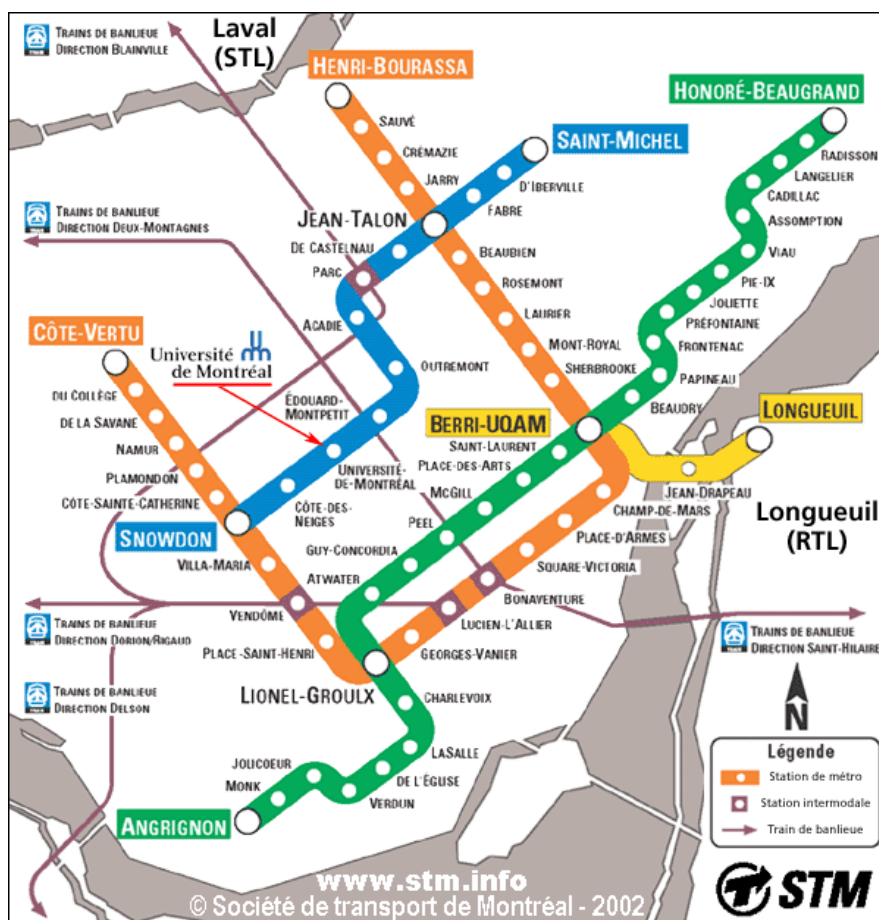 TRAINS DE BANLIEUE
DIRECTION BLAINVILLE
Laval
(STL)
HENRI-BOURASSA
HONORÉ-BEAUGRAND
SAUVÉ
CRÉMAZIE
JARRY
SAINT-MICHEL
D'IBERVILLE
FABRE
RADISSON
LANGELIER
CADILLAC
ASSOMPTION
VIAU
PIE-IX
JOLIETTE
PRÉFONTAINE
FRONTENAC
PAPINEAU
BEAUDRY
TRAINS DE BANLIEUE
DIRECTION DEUX-MONTAGNES
JEAN-TALON
DE CASTELNAU
PARC
ACADIE
OUTREMONT
BEAUBIEN
ROSEMONT
LAURIER
MONT-ROYAL
SHERBROOKE
CÔTE-VERTU
Université
de Montréal
ÉDOUARD-
MONTPETIT
DU COLLÈGE
DE LA SAVANE
NAMUR
PLAMONDON
CÔTE-SAINTE-CATHERINE
SNOWDON
UNIVERSITÉ-
DE-MONTRÉAL
CÔTE-DES-
NEIGES
BERRI-UQAM
LONGUEUIL
JEAN-DRAPEAU
Longueuil
(RTL)
SAINT-LAURENT
PLACE-DES-ARTS
MCGILL
PEEL
GUY-CONCORDIA
ATWATER
CHAMP-DE-MARS
PLACE-D'ARMES
SQUARE-VICTORIA
BONAVENTURE
LUCIEN-L'ALLIER
GEORGES-VANIER
VILLA-MARIA
VENDÔME
PLACE-SAINT-HENRI
LIONEL-GROULX
TRAINS DE BANLIEUE
DIRECTION DORION/RIGAUD
TRAINS DE BANLIEUE
DIRECTION SAINT-HILAIRE
TRAINS DE BANLIEUE
DIRECTION DELSON
CHARLEVOIX
LASALLE
DE L'ÉGLISE
VERDUN
JOLICOEUR
MONK
ANGRIGNON
N
Légende
Station de métro
Station intermodale
Train de banlieue
www.stm.info
© Société de transport de Montréal - 2002
STM